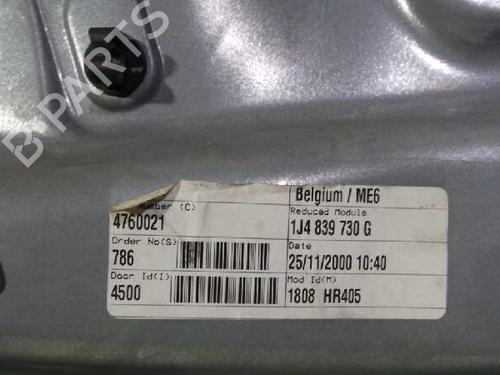 B-PARTS
Belgium / ME6
Number (C)
4760021
Reduced Module
1J4 839 730 G
Order No(S)
786
Date
25/11/2000 10:40
Door Id(I)
4500
Mod Id(M)
1808 HR405